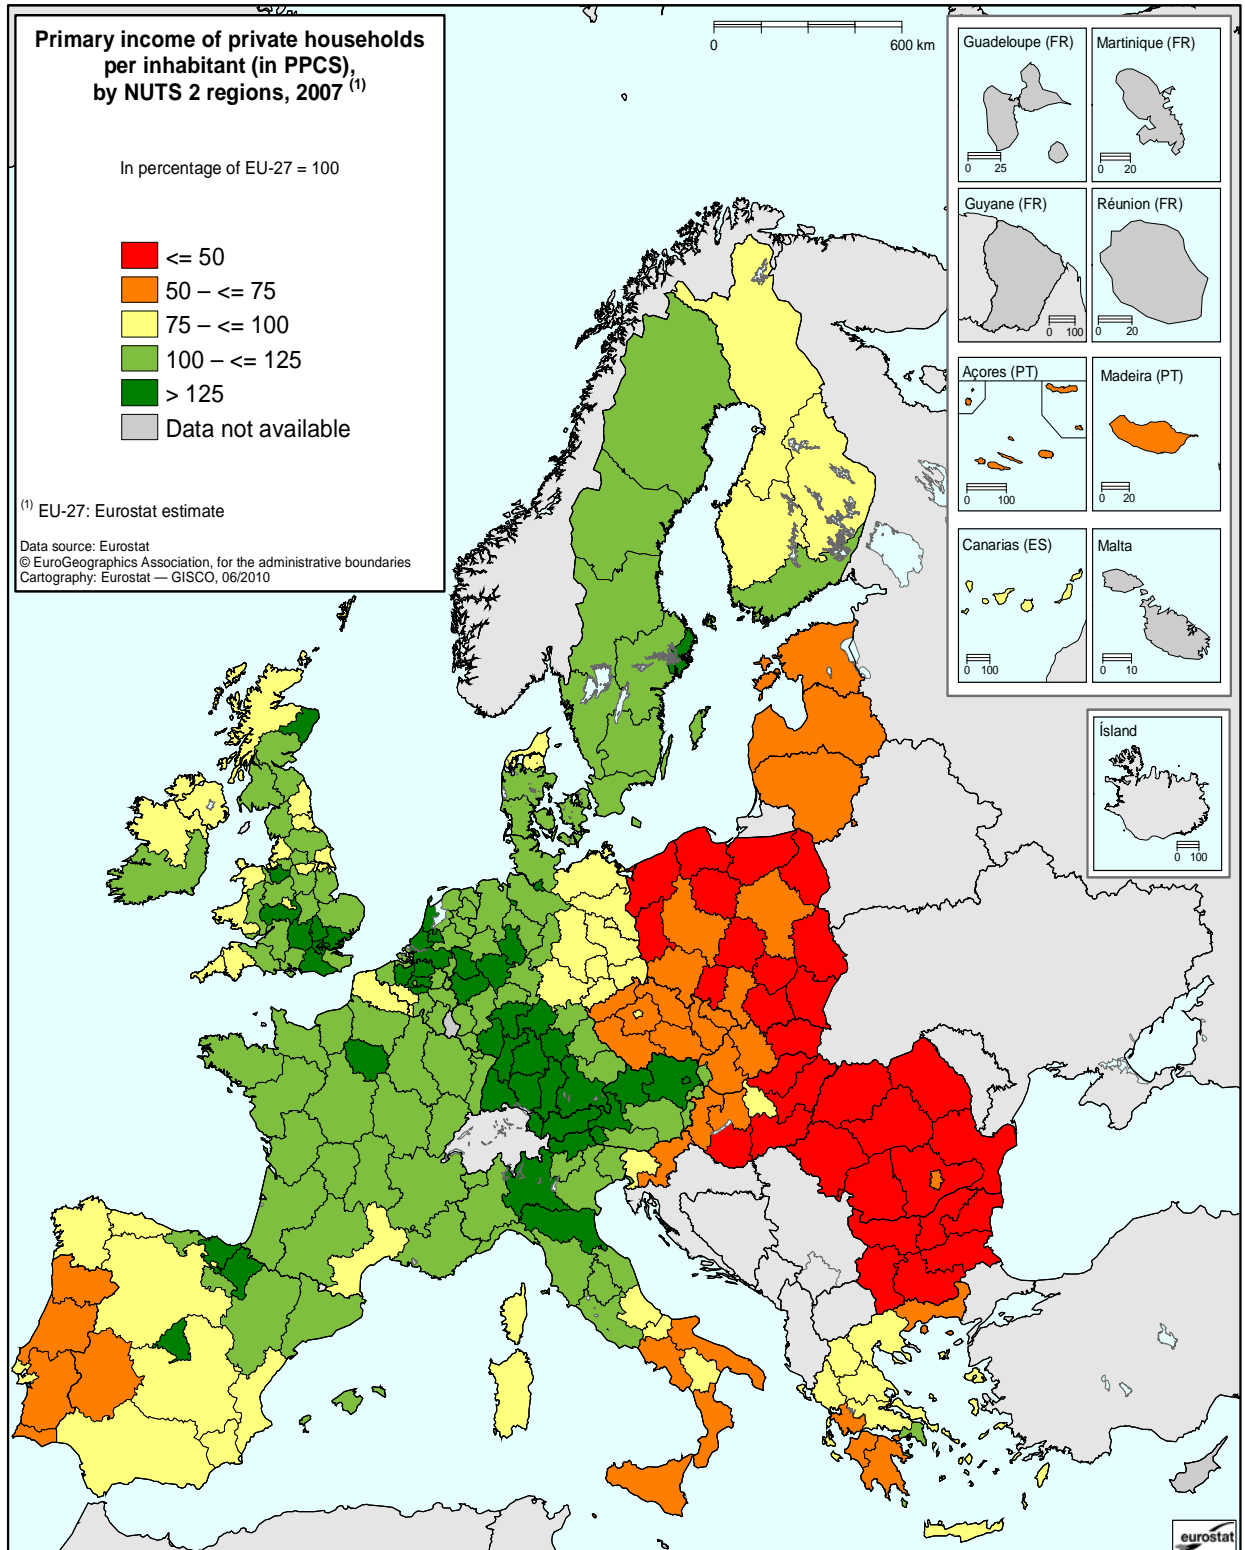 Primary income of private households
per inhabitant (in PPCS),
by NUTS 2 regions, 2007 (1)
In percentage of EU-27 = 100
<= 50
50 – <= 75
75 – <= 100
100 – <= 125
> 125
Data not available
(1) EU-27: Eurostat estimate
Data source: Eurostat
© EuroGeographics Association, for the administrative boundaries
Cartography: Eurostat — GISCO, 06/2010
0 600 km
Guadeloupe (FR)
0 25
Martinique (FR)
0 20
Guyane (FR)
0 100
Réunion (FR)
0 20
Açores (PT)
0 100
Madeira (PT)
0 20
Canarias (ES)
0 100
Malta
0 10
Ísland
0 100
eurostat